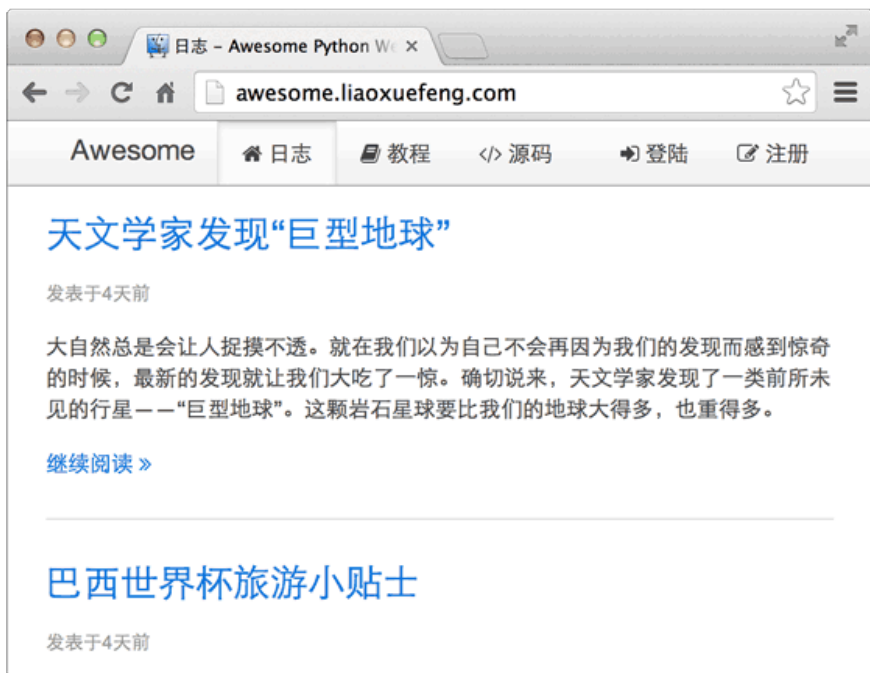 日志 – Awesome Python We
awesome.liaoxuefeng.com
Awesome 日志 教程 </> 源码 登陆 注册
天文学家发现“巨型地球”
发表于4天前
大自然总是会让人捉摸不透。就在我们以为自己不会再因为我们的发现而感到惊奇
的时候，最新的发现就让我们大吃了一惊。确切说来，天文学家发现了一类前所未
见的行星——“巨型地球”。这颗岩石星球要比我们的地球大得多，也重得多。
继续阅读 »
巴西世界杯旅游小贴士
发表于4天前